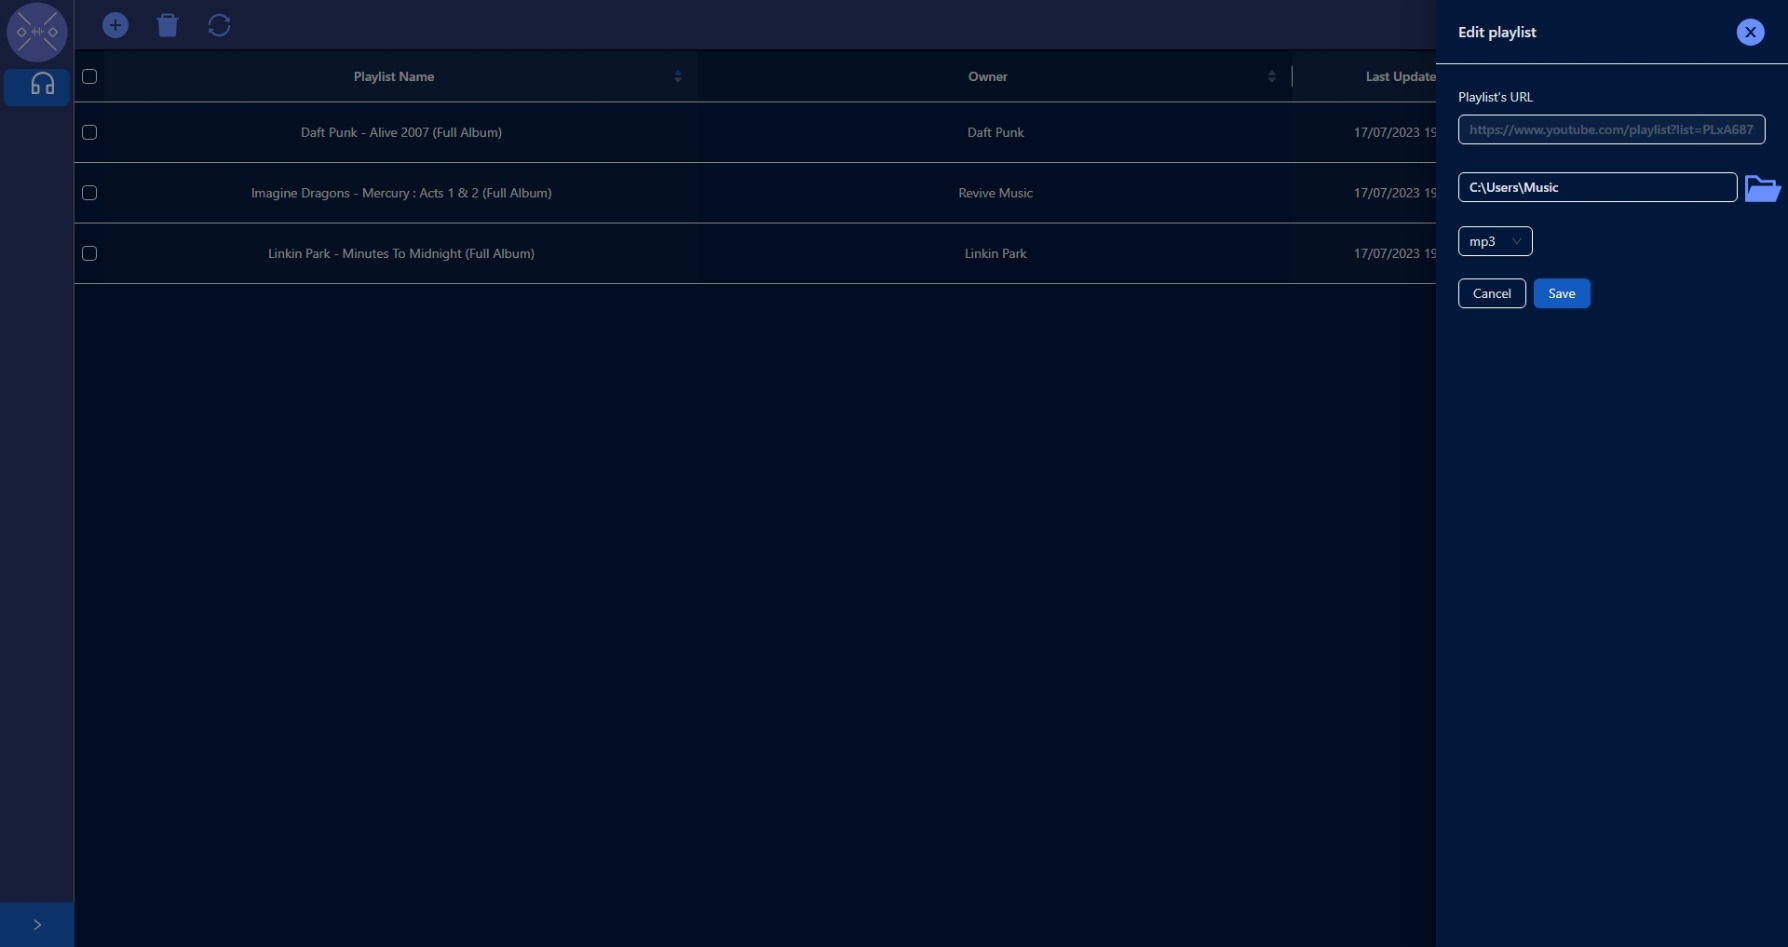 Edit playlist
Playlist Name
Owner
Last Update
Daft Punk - Alive 2007 (Full Album)
Daft Punk
17/07/2023 19
Imagine Dragons - Mercury : Acts 1 & 2 (Full Album)
Revive Music
17/07/2023 19
Linkin Park - Minutes To Midnight (Full Album)
Linkin Park
17/07/2023 19
Playlist's URL
https://www.youtube.com/playlist?list=PLxA687
C:\Users\Music
mp3
Cancel
Save